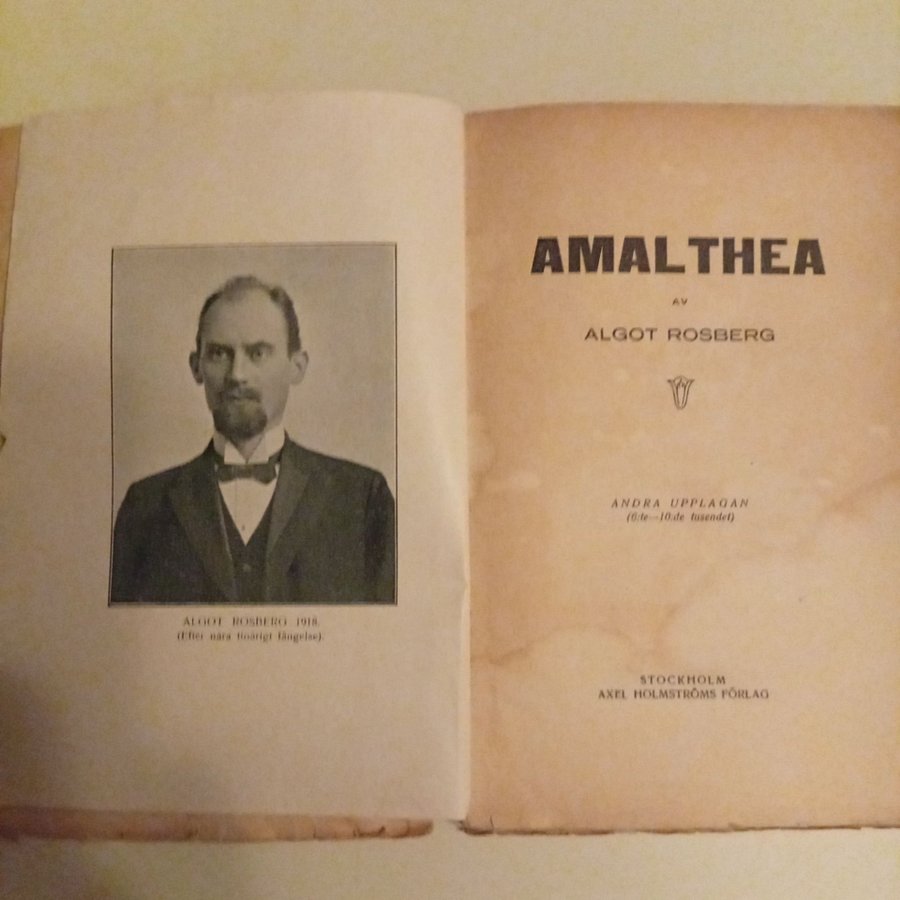 ALGOT ROSBERG 1918.
(Efter nära tioårigt fängelse).
AMALTHEA
AV
ALGOT ROSBERG
ANDRA UPPLAGAN
(6:te—10:de tusendet)
STOCKHOLM
AXEL HOLMSTRÖMS FÖRLAG